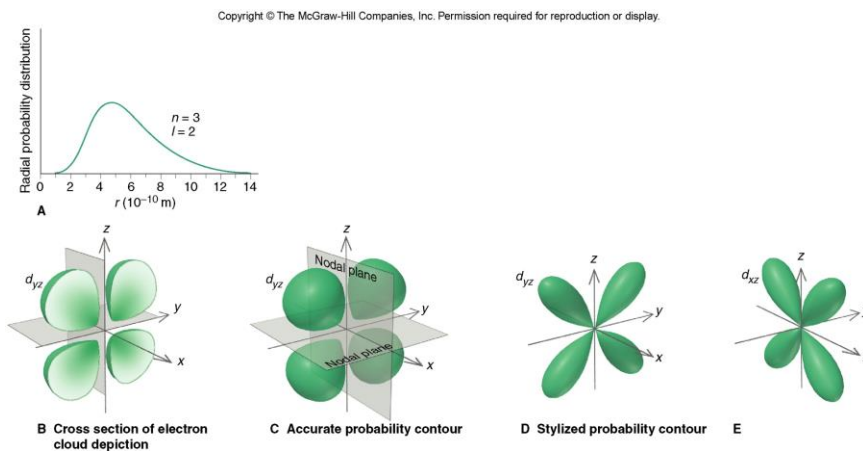 Copyright © The McGraw-Hill Companies, Inc. Permission required for reproduction or display.
Radial probability distribution
n = 3
l = 2
0 2 4 6 8 10 12 14
r (10⁻¹⁰ m)
A
z
d_yz
y
x
B Cross section of electron
cloud depiction
z
Nodal plane
d_yz
y
Nodal plane
x
C Accurate probability contour
z
d_yz
y
x
D Stylized probability contour
z
d_xz
E